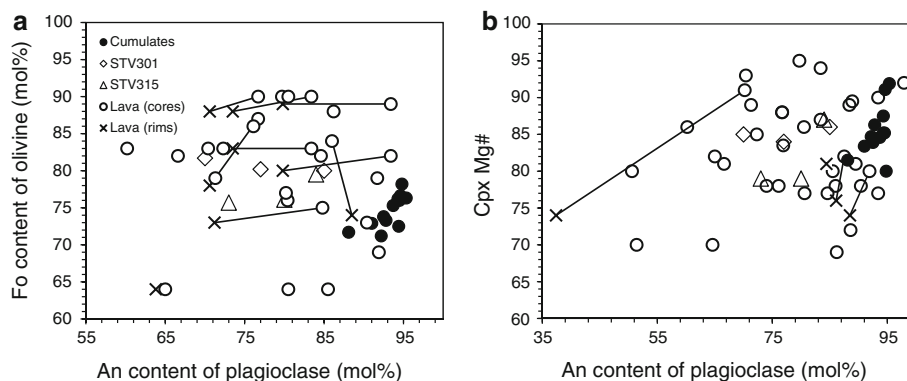 a
b
Fo content of olivine (mol%)
100
95
90
85
80
75
70
65
60
Cumulates
STV301
STV315
Lava (cores)
Lava (rims)
55 65 75 85 95
An content of plagioclase (mol%)
Cpx Mg#
100
95
90
85
80
75
70
65
60
35 55 75 95
An content of plagioclase (mol%)